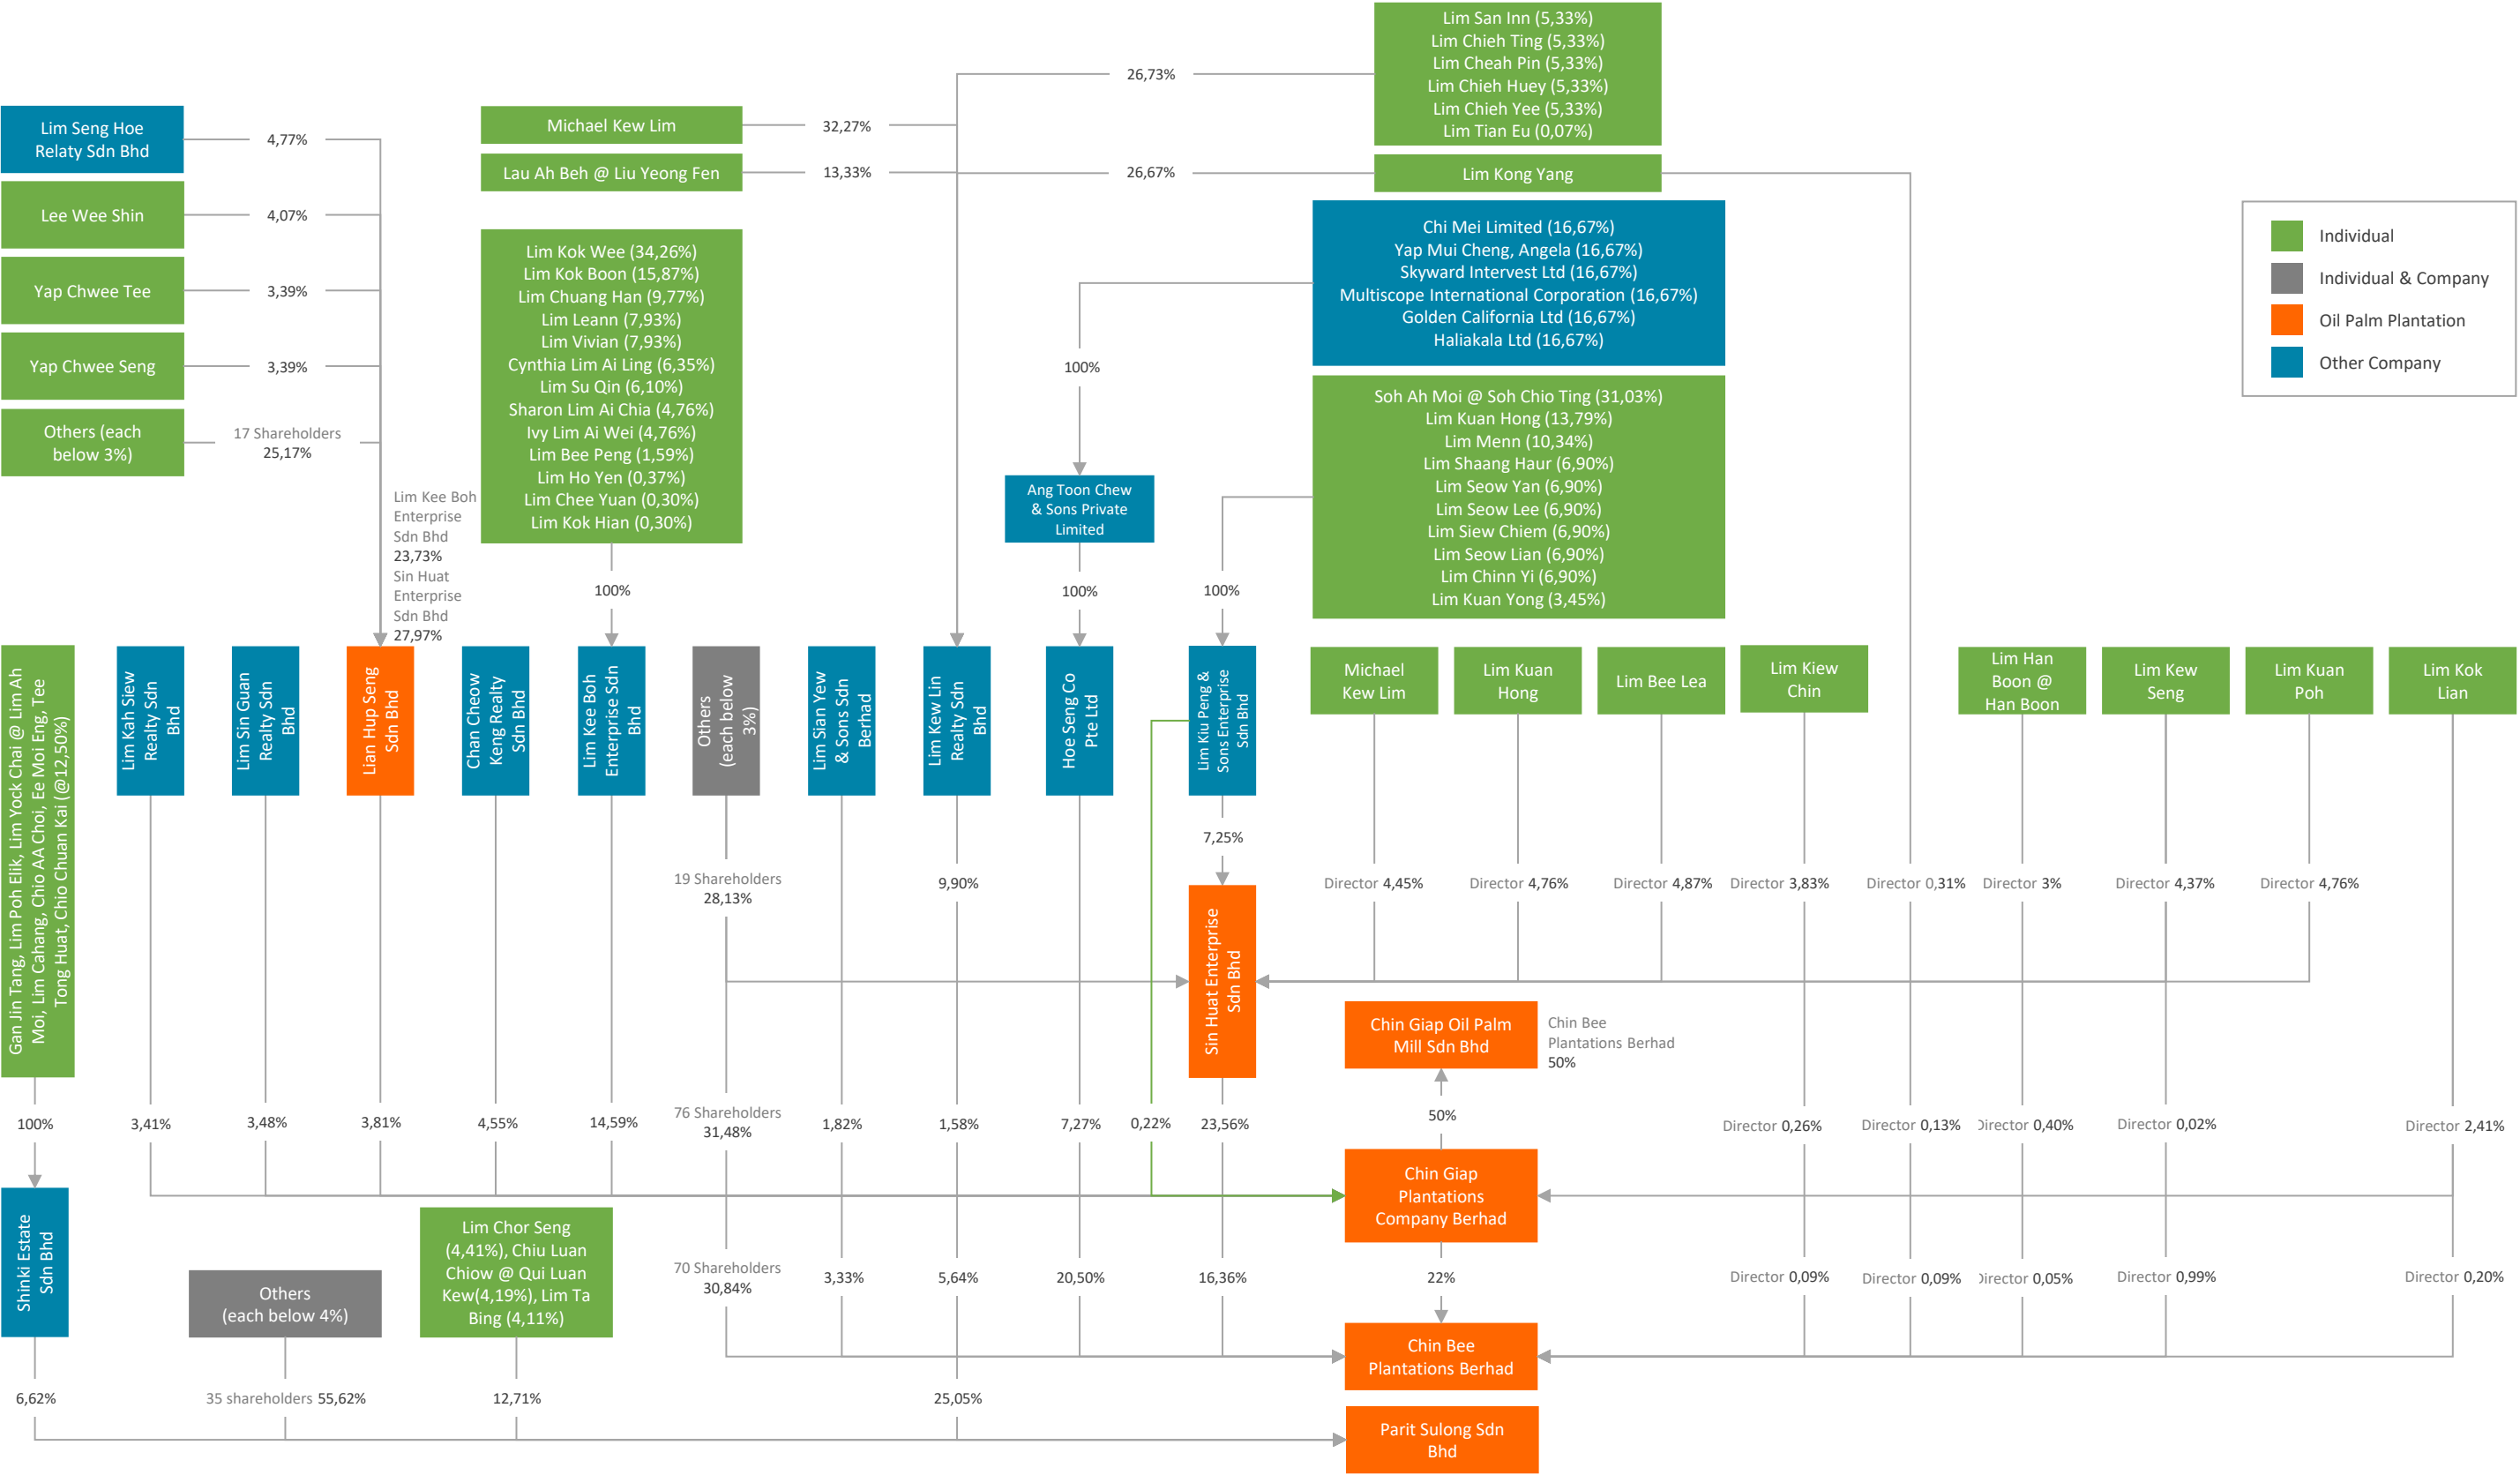 Lim San Inn (5,33%)
Lim Chieh Ting (5,33%)
Lim Cheah Pin (5,33%)
Lim Chieh Huey (5,33%)
Lim Chieh Yee (5,33%)
Lim Tian Eu (0,07%)
26,73%
Lim Seng Hoe
Relaty Sdn Bhd
4,77%
Michael Kew Lim
32,27%
Lau Ah Beh @ Liu Yeong Fen
13,33%
26,67%
Lim Kong Yang
Lee Wee Shin
4,07%
Yap Chwee Tee
3,39%
Yap Chwee Seng
3,39%
Others (each
below 3%)
17 Shareholders
25,17%
Lim Kee Boh
Enterprise
Sdn Bhd
23,73%
Sin Huat
Enterprise
Sdn Bhd
27,97%
Lim Kok Wee (34,26%)
Lim Kok Boon (15,87%)
Lim Chuang Han (9,77%)
Lim Leann (7,93%)
Lim Vivian (7,93%)
Cynthia Lim Ai Ling (6,35%)
Lim Su Qin (6,10%)
Sharon Lim Ai Chia (4,76%)
Ivy Lim Ai Wei (4,76%)
Lim Bee Peng (1,59%)
Lim Ho Yen (0,37%)
Lim Chee Yuan (0,30%)
Lim Kok Hian (0,30%)
100%
Chi Mei Limited (16,67%)
Yap Mui Cheng, Angela (16,67%)
Skyward Intervest Ltd (16,67%)
Multiscope International Corporation (16,67%)
Golden California Ltd (16,67%)
Haliakala Ltd (16,67%)
100%
Ang Toon Chew
& Sons Private
Limited
100%
Soh Ah Moi @ Soh Chio Ting (31,03%)
Lim Kuan Hong (13,79%)
Lim Menn (10,34%)
Lim Shaang Haur (6,90%)
Lim Seow Yan (6,90%)
Lim Seow Lee (6,90%)
Lim Siew Chiem (6,90%)
Lim Seow Lian (6,90%)
Lim Chinn Yi (6,90%)
Lim Kuan Yong (3,45%)
100%
Individual
Individual & Company
Oil Palm Plantation
Other Company
Gan Jin Tang, Lim Poh Elik, Lim Yock Chai @ Lim Ah
Moi, Lim Cahang, Chio AA Choi, Ee Moi Eng, Tee
Tong Huat, Chio Chuan Kai (@12,50%)
Lim Kah Siew
Realty Sdn
Bhd
Lim Sin Guan
Realty Sdn
Bhd
Lian Hup Seng
Sdn Bhd
Chan Cheow
Keng Realty
Sdn Bhd
Lim Kee Boh
Enterprise Sdn
Bhd
Others
(each below
3%)
Lim Sian Yew
& Sons Sdn
Berhad
Lim Kew Lin
Realty Sdn
Bhd
Hoe Seng Co
Pte Ltd
Lim Kiu Peng &
Sons Enterprise
Sdn Bhd
Michael
Kew Lim
Lim Kuan
Hong
Lim Bee Lea
Lim Kiew
Chin
Lim Han
Boon @
Han Boon
Lim Kew
Seng
Lim Kuan
Poh
Lim Kok
Lian
7,25%
19 Shareholders
28,13%
9,90%
Director 4,45%
Director 4,76%
Director 4,87%
Director 3,83%
Director 0,31%
Director 3%
Director 4,37%
Director 4,76%
Sin Huat Enterprise
Sdn Bhd
Chin Giap Oil Palm
Mill Sdn Bhd
Chin Bee
Plantations Berhad
50%
100%
3,41%
3,48%
3,81%
4,55%
14,59%
76 Shareholders
31,48%
1,82%
1,58%
7,27%
0,22%
23,56%
50%
Director 0,26%
Director 0,13%
Director 0,40%
Director 0,02%
Director 2,41%
Chin Giap
Plantations
Company Berhad
Shinki Estate
Sdn Bhd
Others
(each below 4%)
Lim Chor Seng
(4,41%), Chiu Luan
Chiow @ Qui Luan
Kew(4,19%), Lim Ta
Bing (4,11%)
70 Shareholders
30,84%
3,33%
5,64%
20,50%
16,36%
22%
Director 0,09%
Director 0,09%
Director 0,05%
Director 0,99%
Director 0,20%
Chin Bee
Plantations Berhad
6,62%
35 shareholders 55,62%
12,71%
25,05%
Parit Sulong Sdn
Bhd